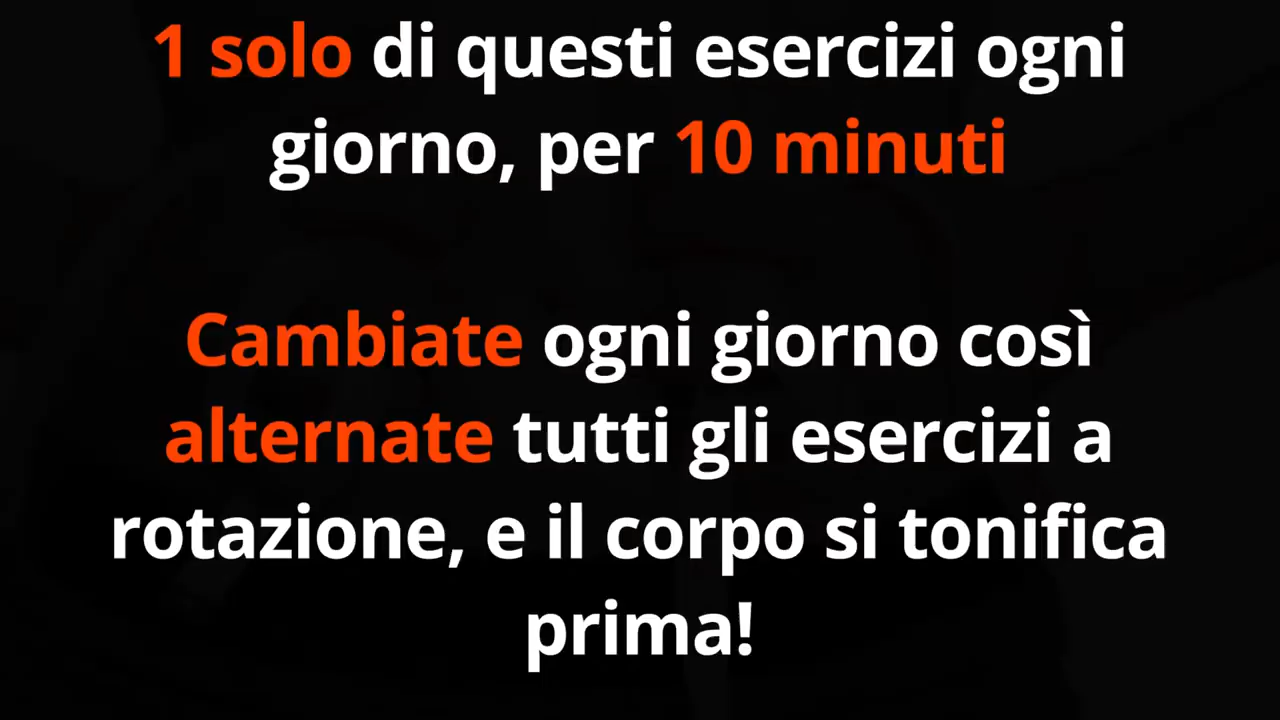 1 solo di questi esercizi ogni
giorno, per 10 minuti
Cambiate ogni giorno così
alternate tutti gli esercizi a
rotazione, e il corpo si tonifica
prima!